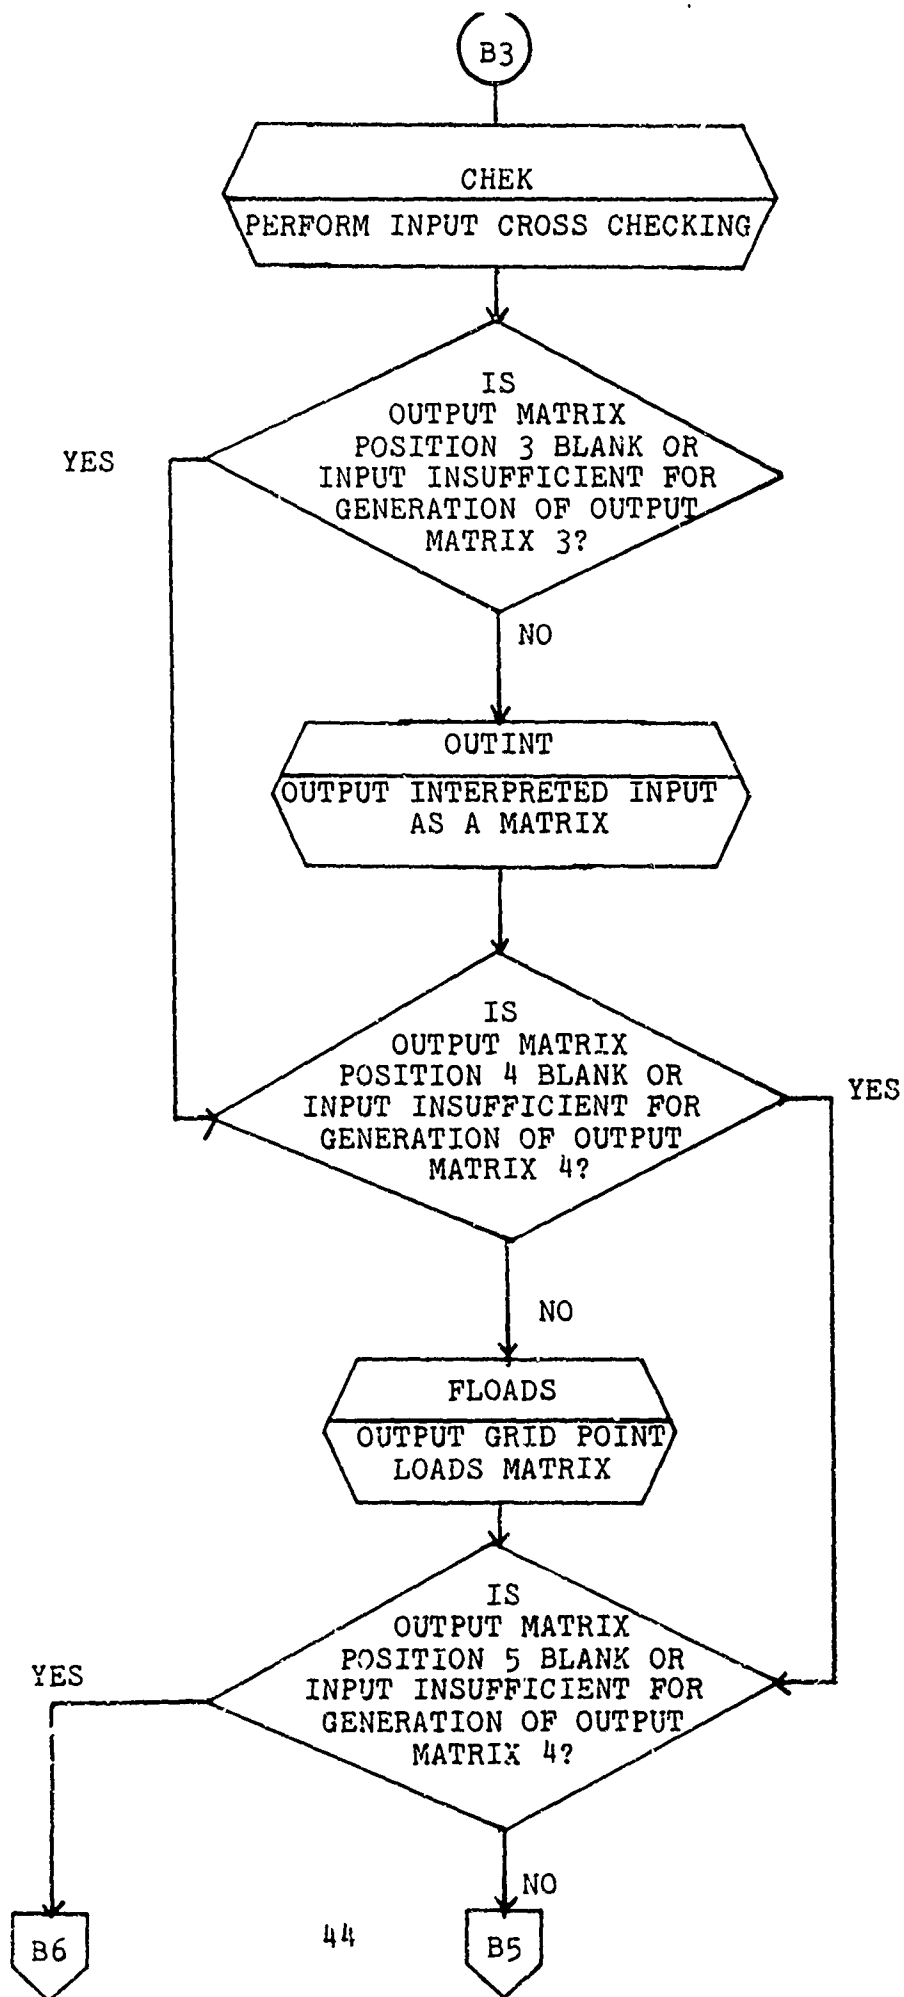 B3
CHEK
PERFORM INPUT CROSS CHECKING
IS
OUTPUT MATRIX
POSITION 3 BLANK OR
INPUT INSUFFICIENT FOR
GENERATION OF OUTPUT
MATRIX 3?
YES
NO
OUTINT
OUTPUT INTERPRETED INPUT
AS A MATRIX
IS
OUTPUT MATRIX
POSITION 4 BLANK OR
INPUT INSUFFICIENT FOR
GENERATION OF OUTPUT
MATRIX 4?
YES
NO
FLOADS
OUTPUT GRID POINT
LOADS MATRIX
IS
OUTPUT MATRIX
POSITION 5 BLANK OR
INPUT INSUFFICIENT FOR
GENERATION OF OUTPUT
MATRIX 4?
YES
NO
B6
44
B5